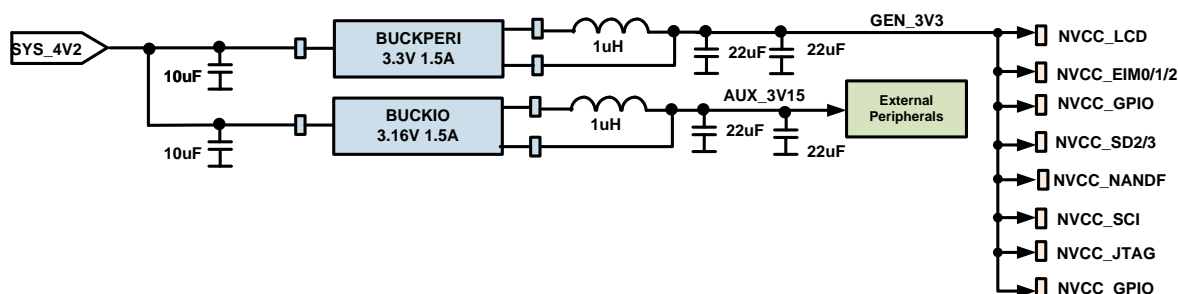 GEN_3V3
SYS_4V2
BUCKPERI
3.3V 1.5A
1uH
22uF
22uF
10uF
NVCC_LCD
NVCC_EIM0/1/2
NVCC_GPIO
NVCC_SD2/3
NVCC_NANDF
NVCC_SCI
NVCC_JTAG
NVCC_GPIO
AUX_3V15
BUCKIO
3.16V 1.5A
1uH
22uF
22uF
10uF
External
Peripherals